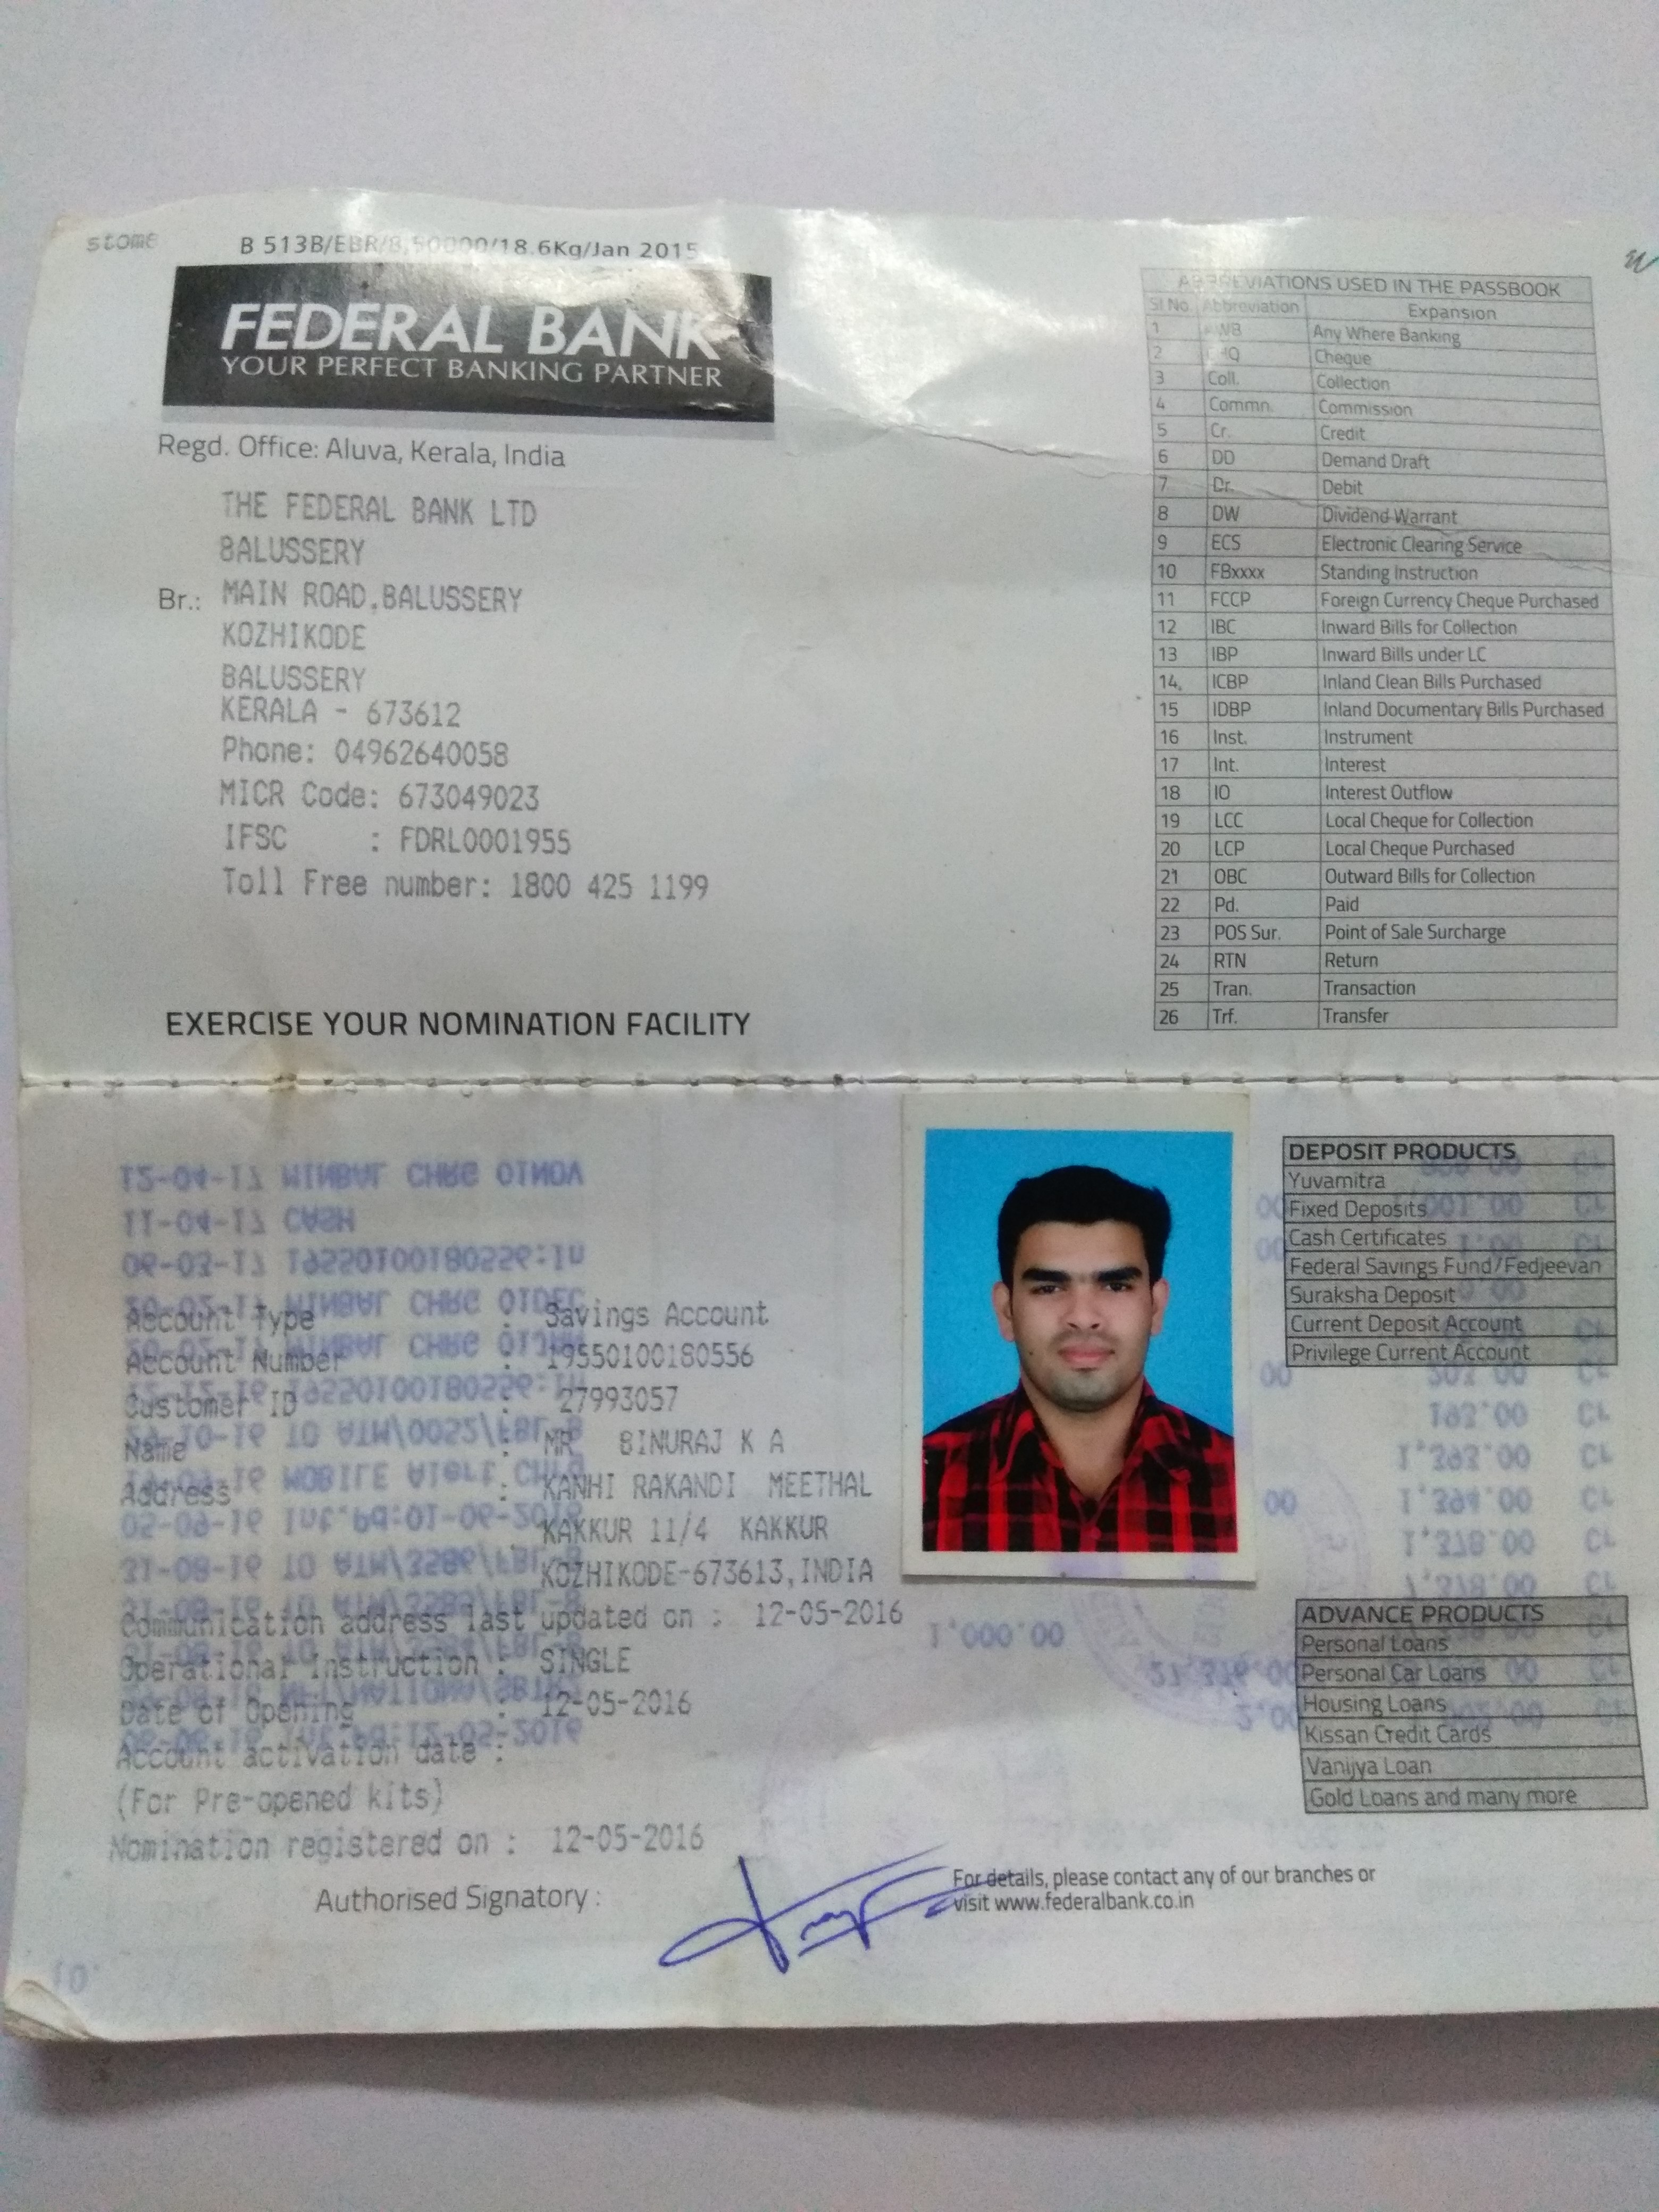 stome
B 513B/EBR/8,50000/18.6Kg/Jan 2015
FEDERAL BANK
YOUR PERFECT BANKING PARTNER
Regd. Office: Aluva, Kerala, India
THE FEDERAL BANK LTD
BALUSSERY
Br.: MAIN ROAD,BALUSSERY
KOZHIKODE
BALUSSERY
KERALA - 673612
Phone: 04962640058
MICR Code: 673049023
IFSC : FDRL0001955
Toll Free number: 1800 425 1199
EXERCISE YOUR NOMINATION FACILITY
ABBREVIATIONS USED IN THE PASSBOOK
Sl No. Abbreviation Expansion
1 AWB Any Where Banking
2 CHQ Cheque
3 Coll. Collection
4 Commn. Commission
5 Cr. Credit
6 DD Demand Draft
7 Dr. Debit
8 DW Dividend Warrant
9 ECS Electronic Clearing Service
10 FBxxxx Standing Instruction
11 FCCP Foreign Currency Cheque Purchased
12 IBC Inward Bills for Collection
13 IBP Inward Bills under LC
14. ICBP Inland Clean Bills Purchased
15 IDBP Inland Documentary Bills Purchased
16 Inst. Instrument
17 Int. Interest
18 IO Interest Outflow
19 LCC Local Cheque for Collection
20 LCP Local Cheque Purchased
21 OBC Outward Bills for Collection
22 Pd. Paid
23 POS Sur. Point of Sale Surcharge
24 RTN Return
25 Tran. Transaction
26 Trf. Transfer
Account Type : Savings Account
Account Number : 19550100180556
Customer ID : 27993057
Name : MR BINURAJ K A
Address : KANHI RAKANDI MEETHAL
KAKKUR 11/4 KAKKUR
KOZHIKODE-673613,INDIA
Communication address last updated on : 12-05-2016
Operational Instruction : SINGLE
Date of Opening : 12-05-2016
Account activation date :
(For Pre-opened kits)
Nomination registered on : 12-05-2016
Authorised Signatory :
DEPOSIT PRODUCTS
Yuvamitra
Fixed Deposits
Cash Certificates
Federal Savings Fund/Fedjeevan
Suraksha Deposit
Current Deposit Account
Privilege Current Account
ADVANCE PRODUCTS
Personal Loans
Personal Car Loans
Housing Loans
Kissan Credit Cards
Vanijya Loan
Gold Loans and many more
For details, please contact any of our branches or
visit www.federalbank.co.in